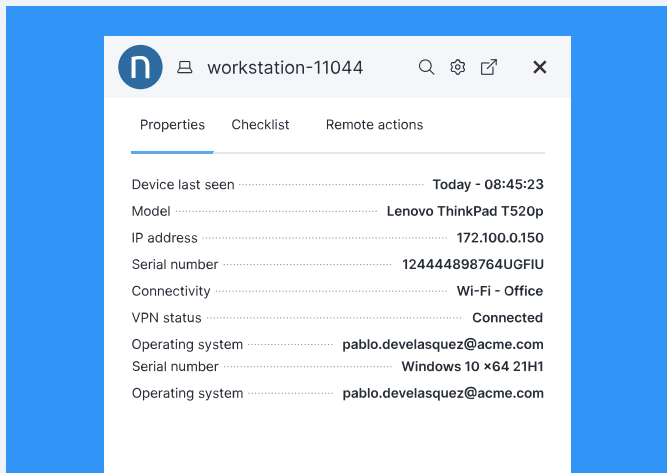 n workstation-11044
Properties Checklist Remote actions
Device last seen Today - 08:45:23
Model Lenovo ThinkPad T520p
IP address 172.100.0.150
Serial number 124444898764UGFIU
Connectivity Wi-Fi - Office
VPN status Connected
Operating system pablo.develasquez@acme.com
Serial number Windows 10 ×64 21H1
Operating system pablo.develasquez@acme.com